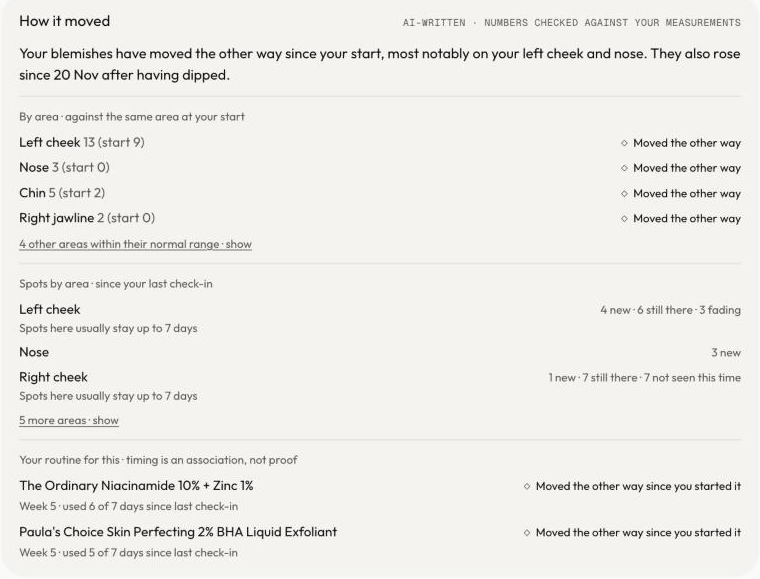 How it moved
AI-WRITTEN · NUMBERS CHECKED AGAINST YOUR MEASUREMENTS
Your blemishes have moved the other way since your start, most notably on your left cheek and nose. They also rose
since 20 Nov after having dipped.
By area · against the same area at your start
Left cheek 13 (start 9) ◇ Moved the other way
Nose 3 (start 0) ◇ Moved the other way
Chin 5 (start 2) ◇ Moved the other way
Right jawline 2 (start 0) ◇ Moved the other way
4 other areas within their normal range · show
Spots by area · since your last check-in
Left cheek 4 new · 6 still there · 3 fading
Spots here usually stay up to 7 days
Nose 3 new
Right cheek 1 new · 7 still there · 7 not seen this time
Spots here usually stay up to 7 days
5 more areas · show
Your routine for this · timing is an association, not proof
The Ordinary Niacinamide 10% + Zinc 1% ◇ Moved the other way since you started it
Week 5 · used 6 of 7 days since last check-in
Paula's Choice Skin Perfecting 2% BHA Liquid Exfoliant ◇ Moved the other way since you started it
Week 5 · used 5 of 7 days since last check-in